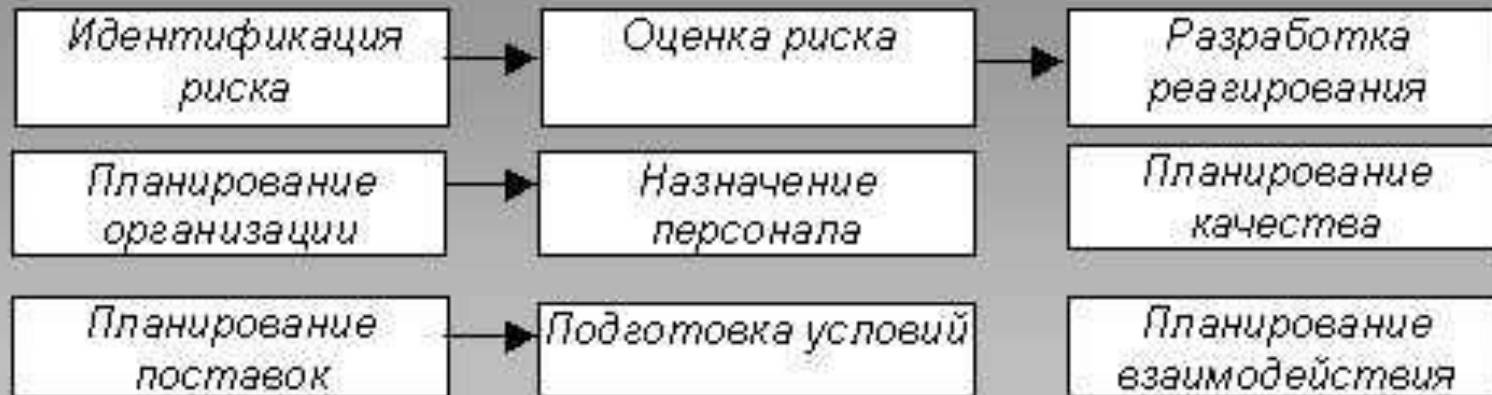 Идентификация
риска
Оценка риска
Разработка
реагирования
Планирование
организации
Назначение
персонала
Планирование
качества
Планирование
поставок
Подготовка условий
Планирование
взаимодействия